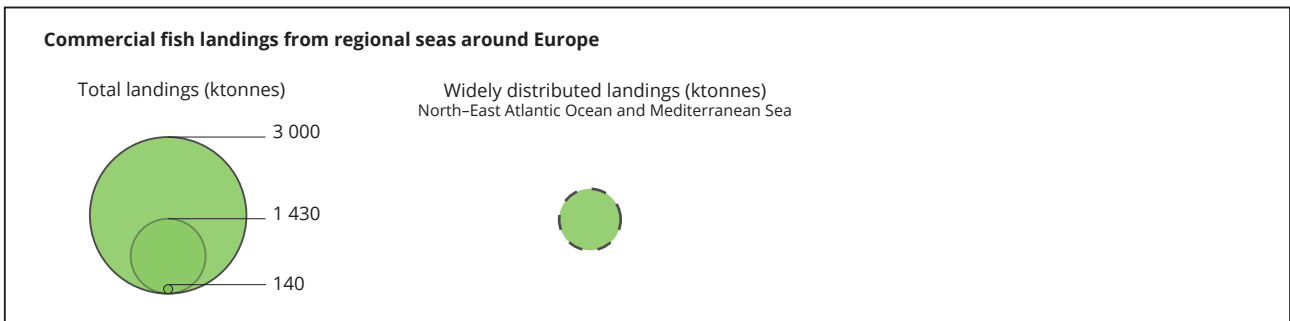 Commercial fish landings from regional seas around Europe
Total landings (ktonnes)
3 000
1 430
140
Widely distributed landings (ktonnes)
North–East Atlantic Ocean and Mediterranean Sea